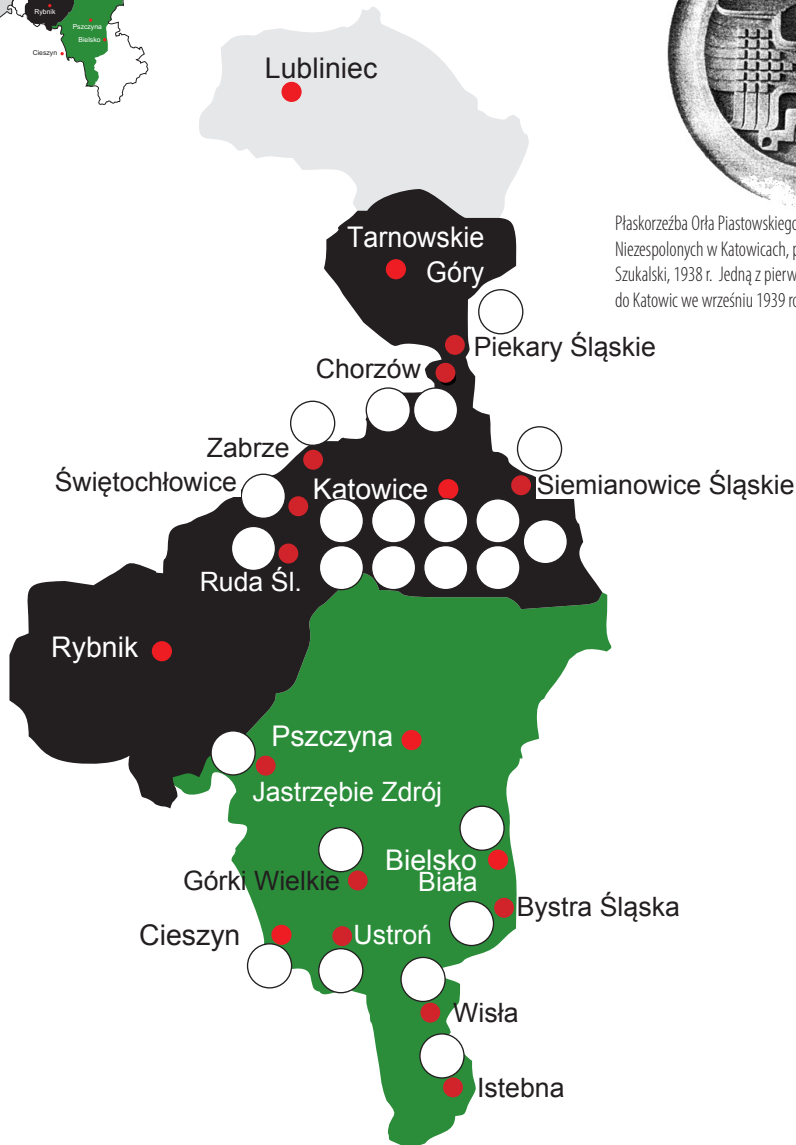 Rybnik
Pszczyna
Bielsko
Cieszyn
Płaskorzeźba Orła Piastowskiego
Niezespolonych w Katowicach, p
Szukalski, 1938 r. Jedną z pierw
do Katowic we wrześniu 1939 ro
Lubliniec
Tarnowskie
Góry
Piekary Śląskie
Chorzów
Zabrze
Świętochłowice
Katowice
Siemianowice Śląskie
Ruda Śl.
Rybnik
Pszczyna
Jastrzębie Zdrój
Bielsko
Biała
Górki Wielkie
Bystra Śląska
Cieszyn
Ustroń
Wisła
Istebna